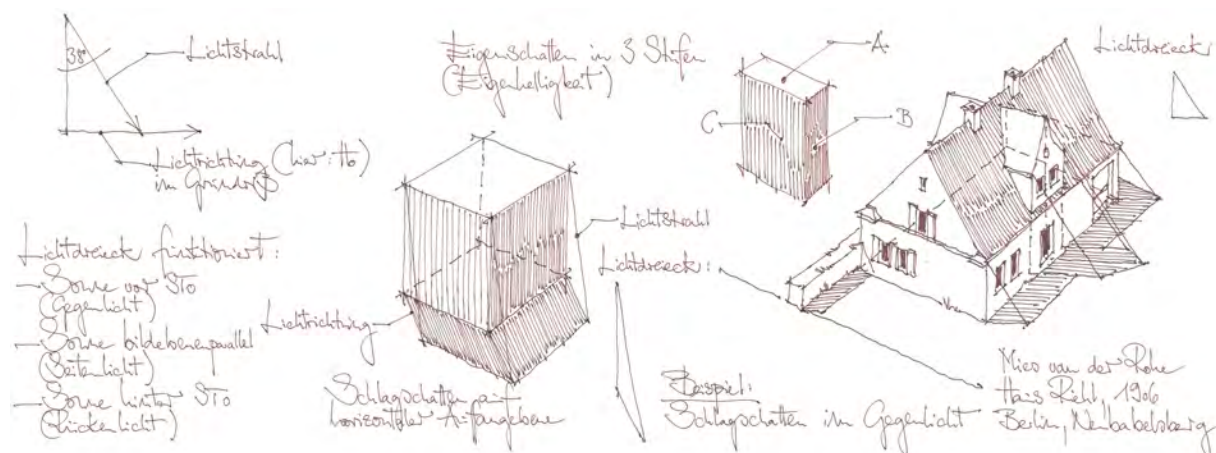 38°
Lichtstrahl
Lichtrichtung (hier: Hb)
im Grundriß
Eigenschatten in 3 Stufen
(Eigenhelligkeit)
A
C
B
Lichtdreieck
Lichtdreieck funktioniert:
— Sonne vor STO
(Gegenlicht)
— Sonne bildebenenparallel
(Seitenlicht)
— Sonne hinter STO
(Rückenlicht)
Lichtstrahl
Lichtrichtung
Schlagschatten auf
horizontaler Auffangebene
Lichtdreieck:
Beispiel:
Schlagschatten im Gegenlicht
Mies van der Rohe
Haus Riehl, 1906
Berlin, Neubabelsberg